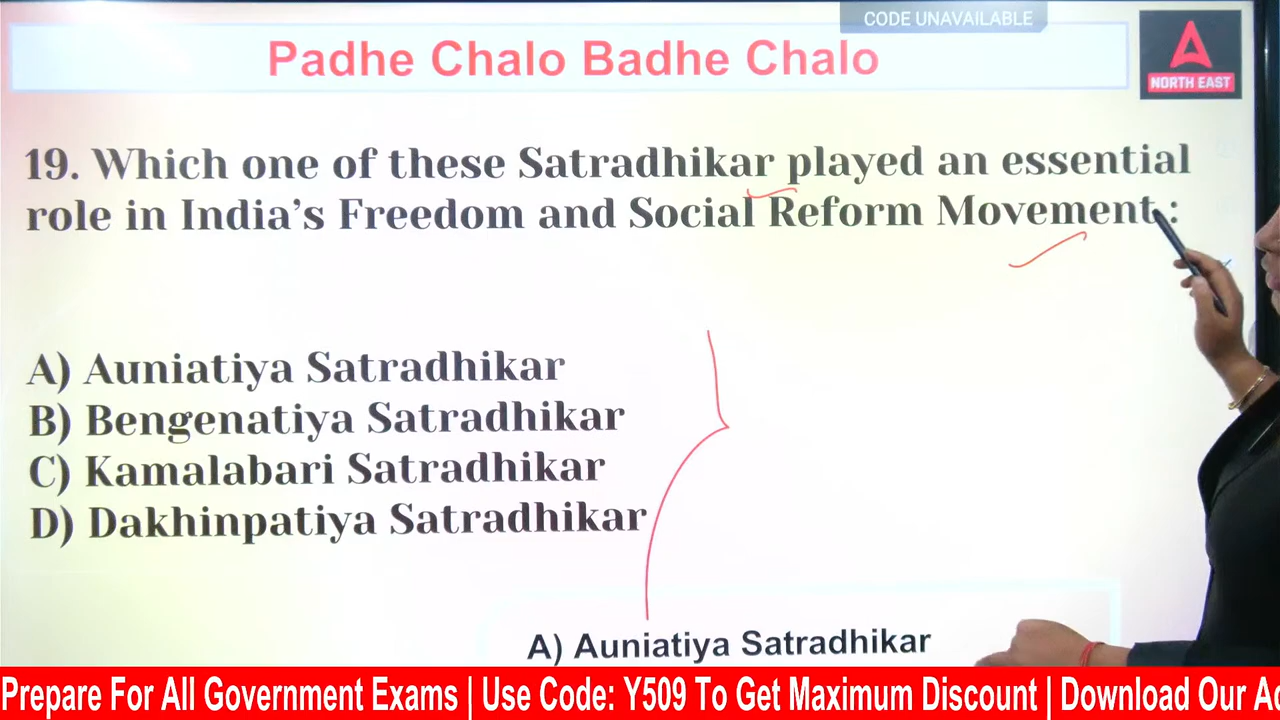 CODE UNAVAILABLE
Padhe Chalo Badhe Chalo
NORTH EAST
19. Which one of these Satradhikar played an essential
role in India’s Freedom and Social Reform Movement :
A) Auniatiya Satradhikar
B) Bengenatiya Satradhikar
C) Kamalabari Satradhikar
D) Dakhinpatiya Satradhikar
A) Auniatiya Satradhikar
Prepare For All Government Exams | Use Code: Y509 To Get Maximum Discount | Download Our